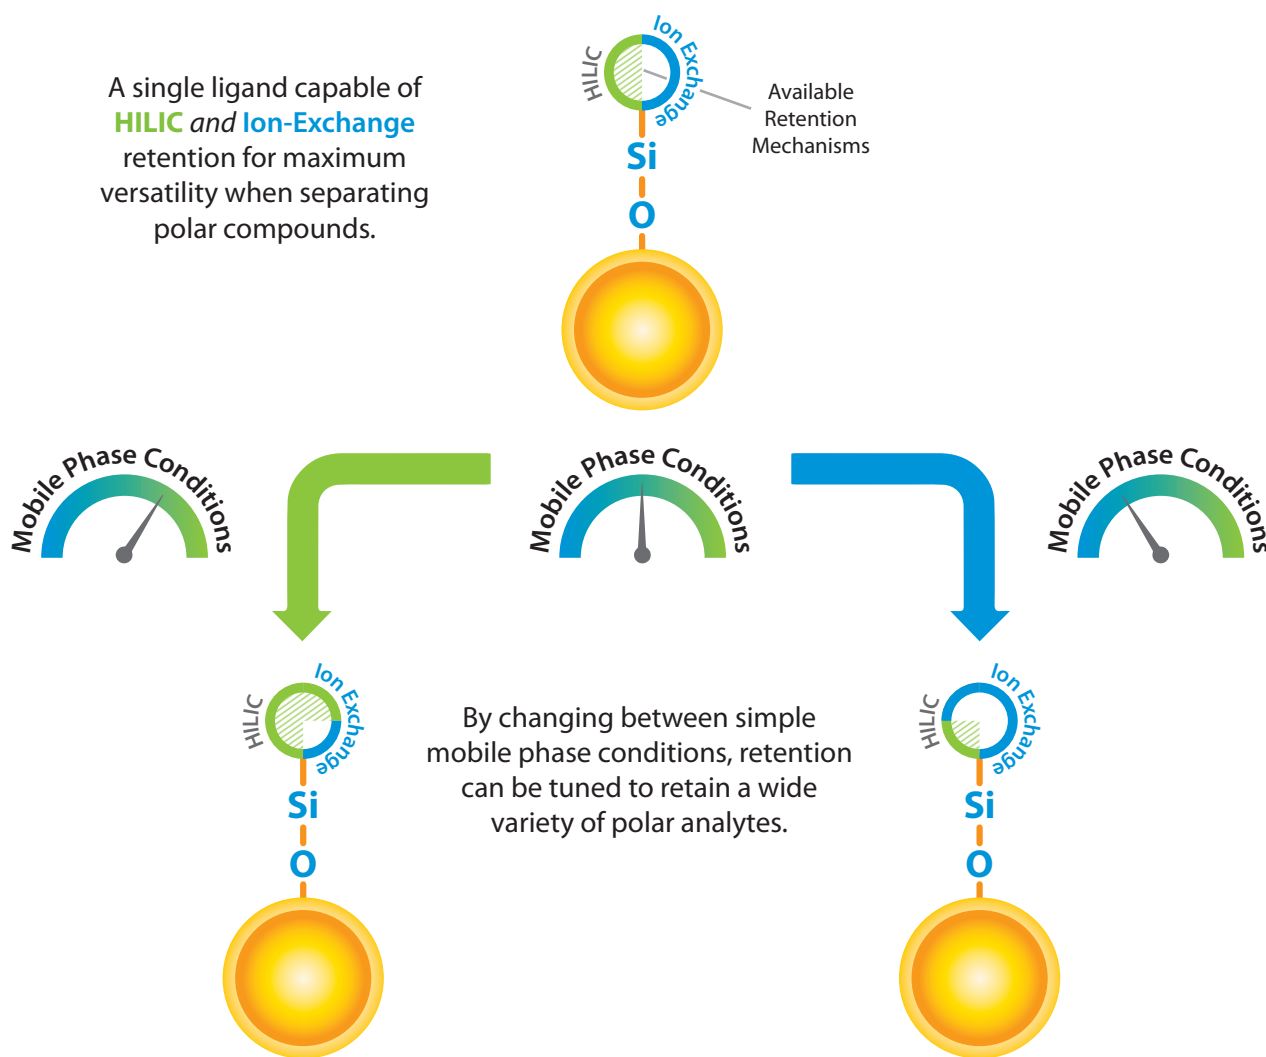 A single ligand capable of
HILIC and Ion-Exchange
retention for maximum
versatility when separating
polar compounds.
HILIC
Ion Exchange
Available
Retention
Mechanisms
Si
O
Mobile Phase Conditions
Mobile Phase Conditions
Mobile Phase Conditions
HILIC
Ion Exchange
Si
O
By changing between simple
mobile phase conditions, retention
can be tuned to retain a wide
variety of polar analytes.
HILIC
Ion Exchange
Si
O